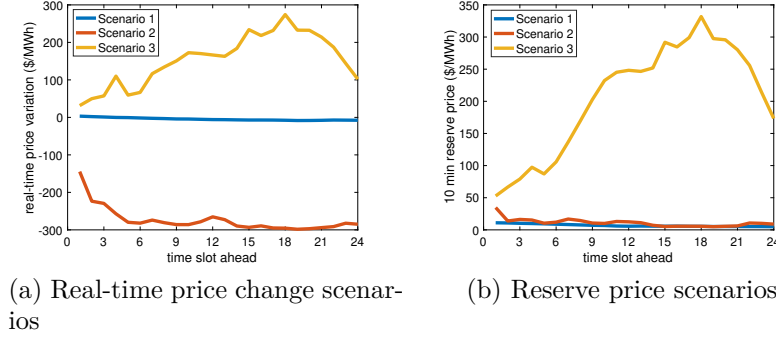 300
200
100
0
-100
-200
-300
real-time price variation ($/MWh)
Scenario 1
Scenario 2
Scenario 3
0 3 6 9 12 15 18 21 24
time slot ahead
(a) Real-time price change scenar-
ios
350
300
250
200
150
100
50
0
10 min reserve price ($/MWh)
Scenario 1
Scenario 2
Scenario 3
0 3 6 9 12 15 18 21 24
time slot ahead
(b) Reserve price scenarios